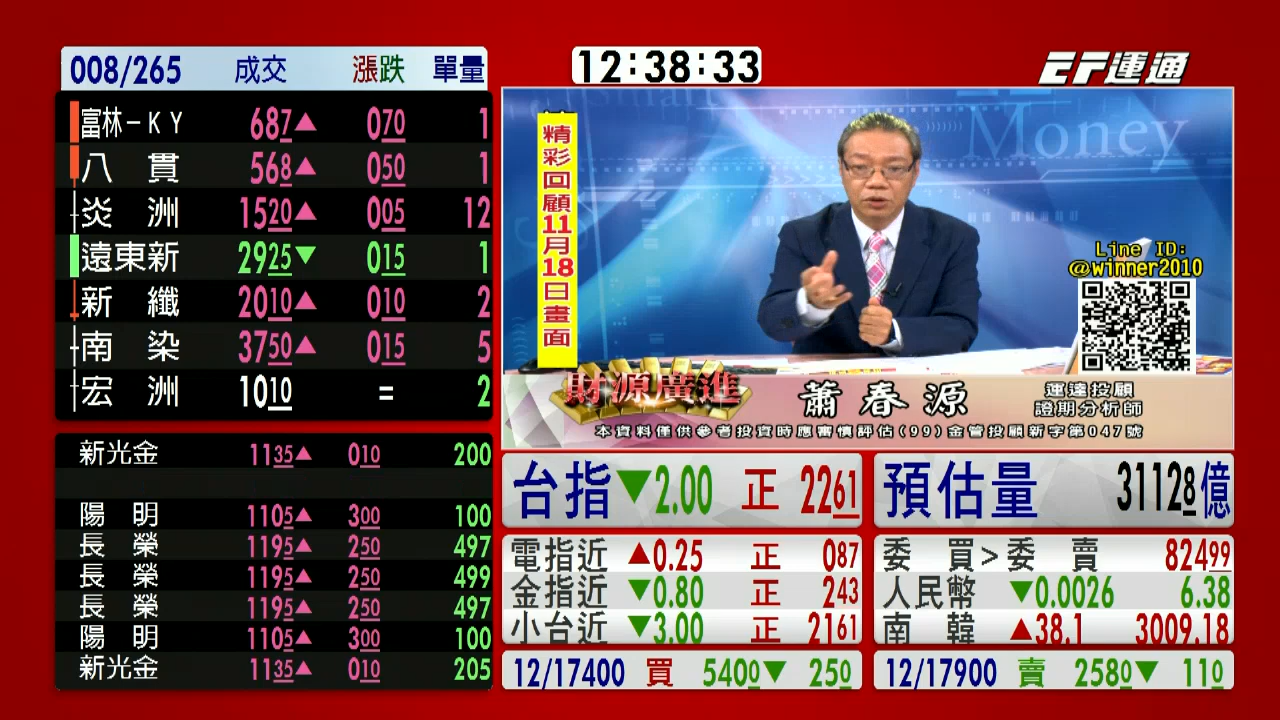 008/265 成交 漲跌 單量
富林-KY 687▲ 070 1
八貫 568▲ 050 1
炎洲 1520▲ 005 12
遠東新 2925▼ 015 1
新纖 2010▲ 010 2
南染 3750▲ 015 5
宏洲 1010 = 2
新光金 1135▲ 010 200
陽明 1105▲ 300 100
長榮 1195▲ 250 497
長榮 1195▲ 250 499
長榮 1195▲ 250 497
陽明 1105▲ 300 100
新光金 1135▲ 010 205
12:38:33
EF運通
精彩回顧11月18日畫面
Money
Line ID:
@winner2010
財源廣進
蕭春源
運達投顧
證期分析師
本資料僅供參考投資時應審慎評估(99)金管投顧新字第047號
台指▼2.00 正 2261
預估量 31128億
電指近▲0.25 正 087
金指近▼0.80 正 243
小台近▼3.00 正 2161
委買>委賣 82499
人民幣▼0.0026 6.38
南韓▲38.1 3009.18
12/17400 買 5400▼ 250
12/17900 賣 2580▼ 110